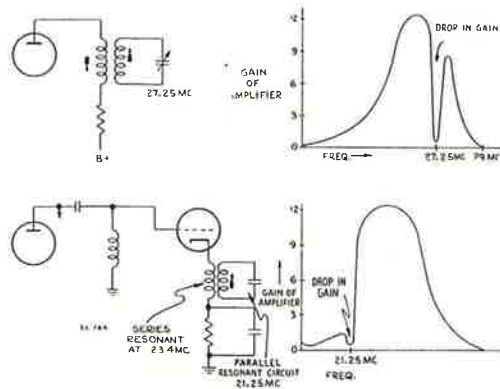 27.25 MC
B+
12
9
6
3
0
GAIN
OF
AMPLIFIER
DROP IN GAIN
FREQ.
27.25MC
SERIES
RESONANT
AT 23.4MC
PARALLEL
RESONANT CIRCUIT
21.25MC
12
9
6
3
0
GAIN OF
AMPLIFIER
DROP IN
GAIN
21.25MC
FREQ.